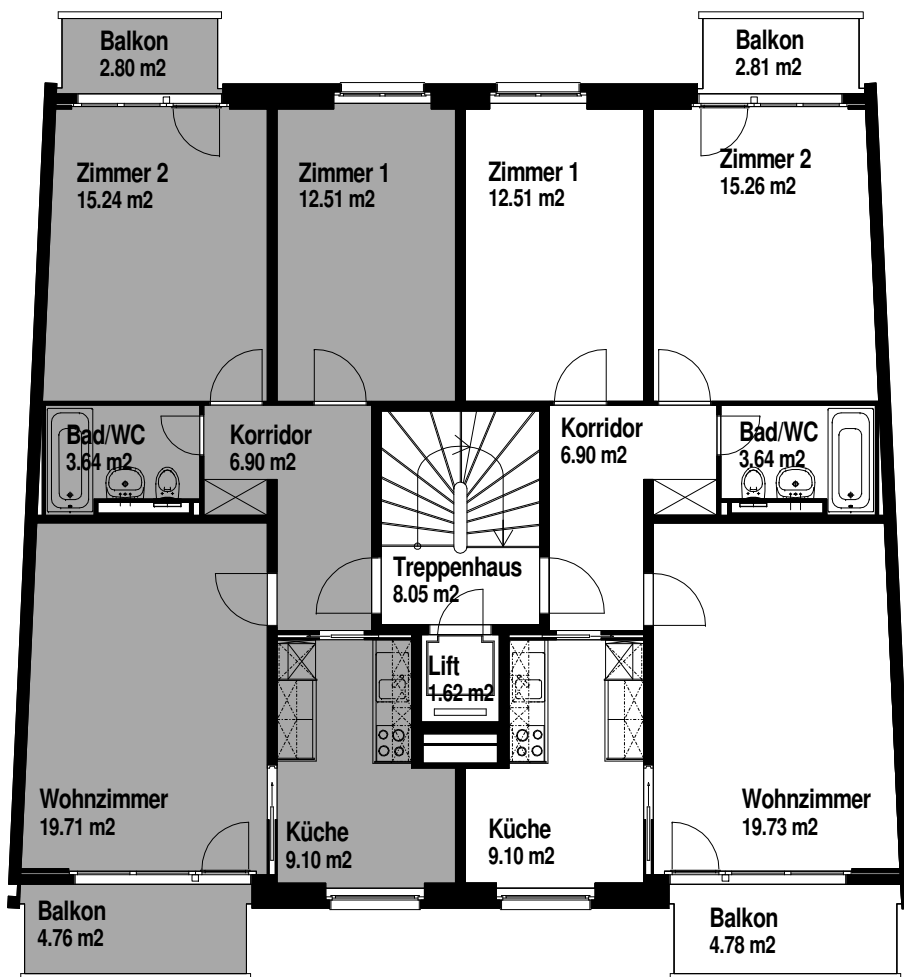 Balkon
2.80 m2
Balkon
2.81 m2
Zimmer 2
15.24 m2
Zimmer 1
12.51 m2
Zimmer 1
12.51 m2
Zimmer 2
15.26 m2
Bad/WC
3.64 m2
Korridor
6.90 m2
Korridor
6.90 m2
Bad/WC
3.64 m2
Treppenhaus
8.05 m2
Lift
1.62 m2
Wohnzimmer
19.71 m2
Küche
9.10 m2
Küche
9.10 m2
Wohnzimmer
19.73 m2
Balkon
4.76 m2
Balkon
4.78 m2